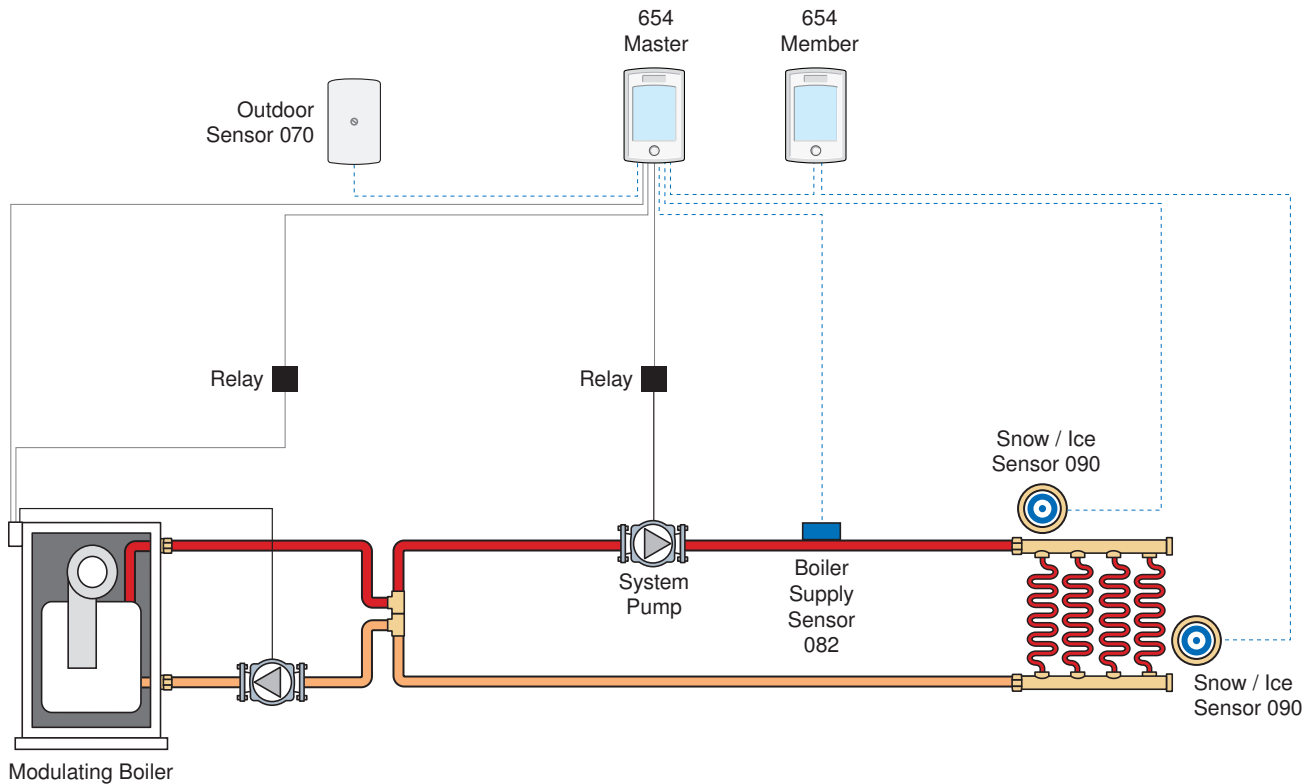 654
Master
654
Member
Outdoor
Sensor 070
Relay
Relay
Snow / Ice
Sensor 090
System
Pump
Boiler
Supply
Sensor
082
Snow / Ice
Sensor 090
Modulating Boiler